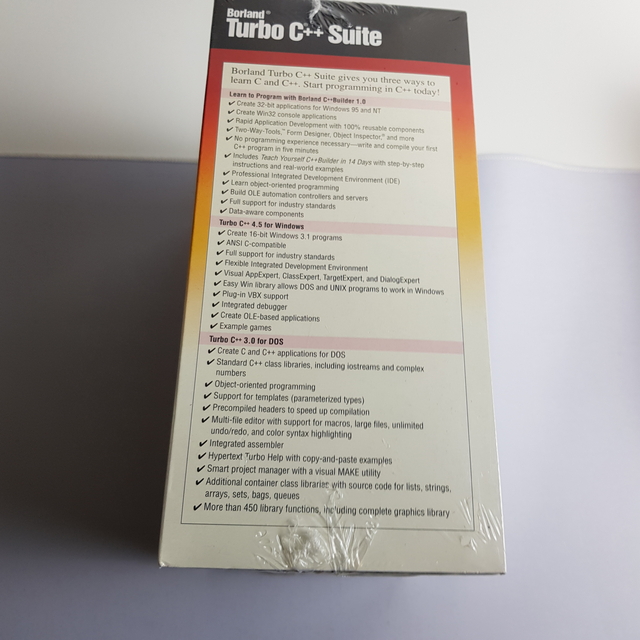 Borland®
Turbo C++ Suite
Borland Turbo C++ Suite gives you three ways to
learn C and C++. Start programming in C++ today!
Learn to Program with Borland C++Builder 1.0
✔ Create 32-bit applications for Windows 95 and NT
✔ Create Win32 console applications
✔ Rapid Application Development with 100% reusable components
✔ Two-Way-Tools,™ Form Designer, Object Inspector,® and more
✔ No programming experience necessary—write and compile your first
C++ program in five minutes
✔ Includes Teach Yourself C++Builder in 14 Days with step-by-step
instructions and real-world examples
✔ Professional Integrated Development Environment (IDE)
✔ Learn object-oriented programming
✔ Build OLE automation controllers and servers
✔ Full support for industry standards
✔ Data-aware components
Turbo C++ 4.5 for Windows
✔ Create 16-bit Windows 3.1 programs
✔ ANSI C-compatible
✔ Full support for industry standards
✔ Flexible Integrated Development Environment
✔ Visual AppExpert, ClassExpert, TargetExpert, and DialogExpert
✔ Easy Win library allows DOS and UNIX programs to work in Windows
✔ Plug-in VBX support
✔ Integrated debugger
✔ Create OLE-based applications
✔ Example games
Turbo C++ 3.0 for DOS
✔ Create C and C++ applications for DOS
✔ Standard C++ class libraries, including iostreams and complex
numbers
✔ Object-oriented programming
✔ Support for templates (parameterized types)
✔ Precompiled headers to speed up compilation
✔ Multi-file editor with support for macros, large files, unlimited
undo/redo, and color syntax highlighting
✔ Integrated assembler
✔ Hypertext Turbo Help with copy-and-paste examples
✔ Smart project manager with a visual MAKE utility
✔ Additional container class libraries with source code for lists, strings,
arrays, sets, bags, queues
✔ More than 450 library functions, including complete graphics library